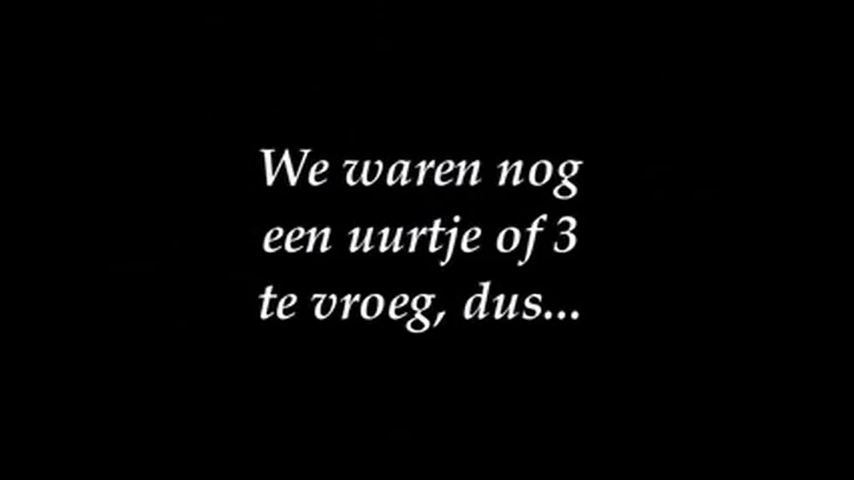 We waren nog
een uurtje of 3
te vroeg, dus...